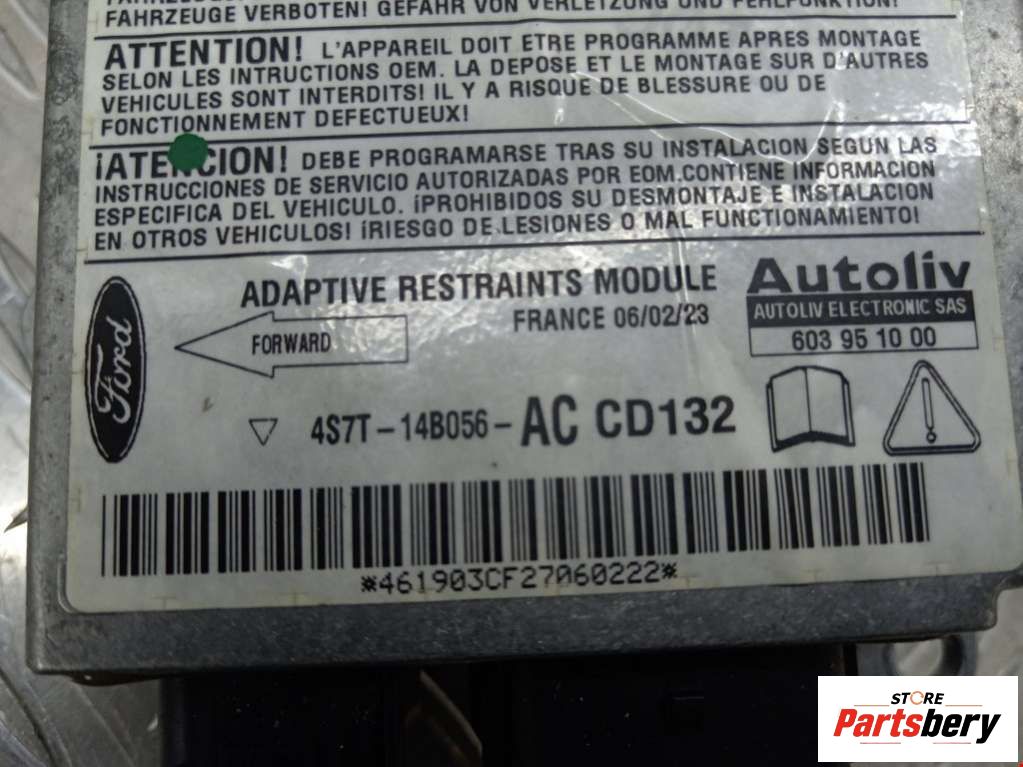 FAHRZEUGE VERBOTEN! GEFAHR VON VERLETZUNG UND FEHLFUNKTION!
ATTENTION! L'APPAREIL DOIT ETRE PROGRAMME APRES MONTAGE
SELON LES INTRUCTIONS OEM. LA DEPOSE ET LE MONTAGE SUR D'AUTRES
VEHICULES SONT INTERDITS! IL Y A RISQUE DE BLESSURE OU DE
FONCTIONNEMENT DEFECTUEUX!
¡ATENCION! DEBE PROGRAMARSE TRAS SU INSTALACION SEGÚN LAS
INSTRUCCIONES DE SERVICIO AUTORIZADAS POR EOM.CONTIENE INFORMACION
ESPECIFICA DEL VEHICULO. ¡PROHIBIDOS SU DESMONTAJE E INSTALACION
EN OTROS VEHICULOS! ¡RIESGO DE LESIONES O MAL FUNCTIONAMIENTO!
Ford
ADAPTIVE RESTRAINTS MODULE
FRANCE 06/02/23
FORWARD
Autoliv
AUTOLIV ELECTRONIC SAS
603 95 10 00
4S7T-14B056-AC CD132
*461903CF27060222*
STORE
Partsbery